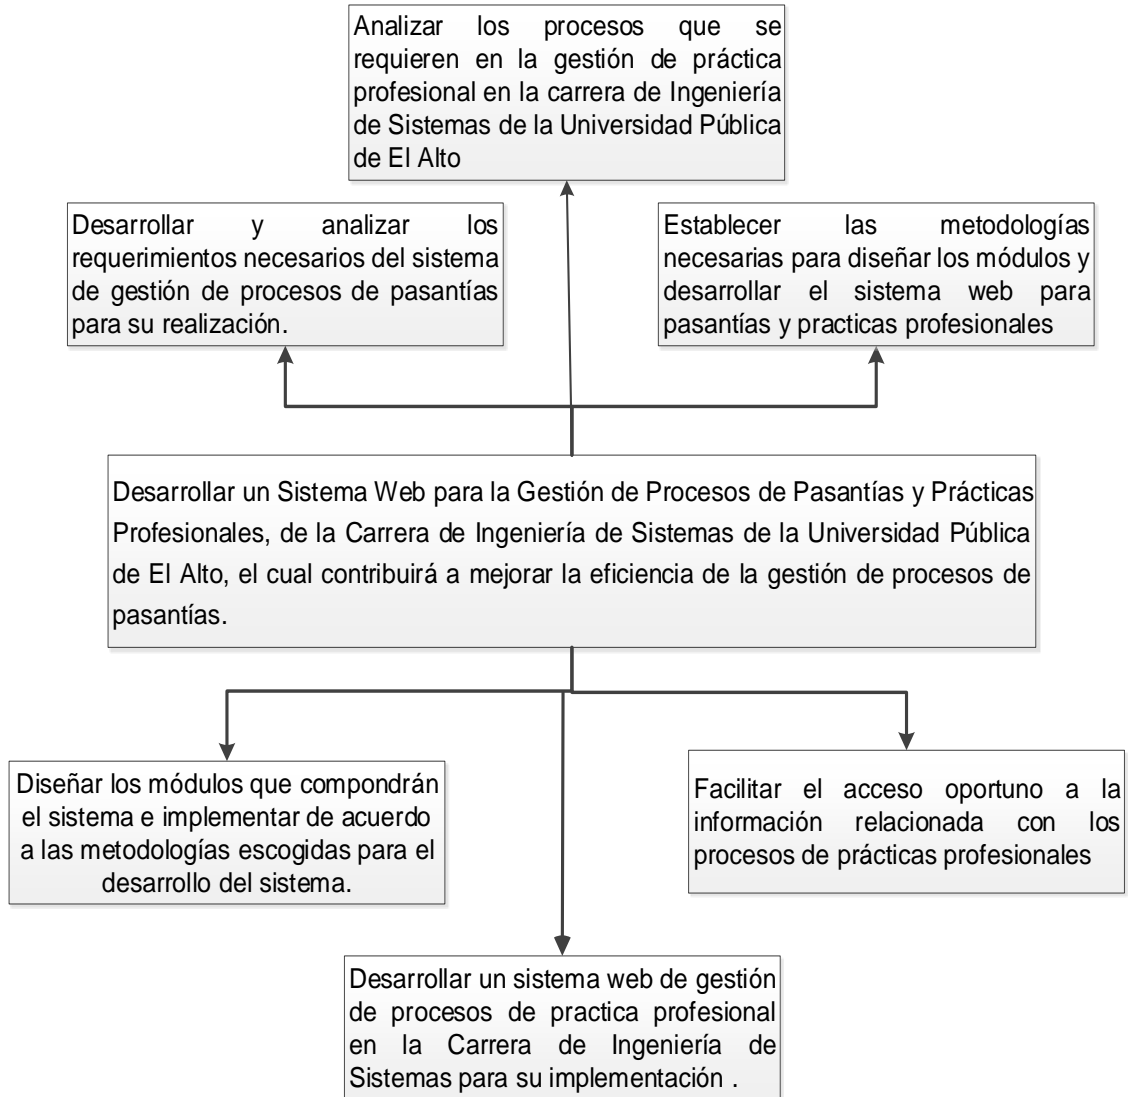 Analizar los procesos que se
requieren en la gestión de práctica
profesional en la carrera de Ingeniería
de Sistemas de la Universidad Pública
de El Alto
Desarrollar y analizar los
requerimientos necesarios del sistema
de gestión de procesos de pasantías
para su realización.
Establecer las metodologías
necesarias para diseñar los módulos y
desarrollar el sistema web para
pasantías y practicas profesionales
Desarrollar un Sistema Web para la Gestión de Procesos de Pasantías y Prácticas
Profesionales, de la Carrera de Ingeniería de Sistemas de la Universidad Pública
de El Alto, el cual contribuirá a mejorar la eficiencia de la gestión de procesos de
pasantías.
Diseñar los módulos que compondrán
el sistema e implementar de acuerdo
a las metodologías escogidas para el
desarrollo del sistema.
Facilitar el acceso oportuno a la
información relacionada con los
procesos de prácticas profesionales
Desarrollar un sistema web de gestión
de procesos de practica profesional
en la Carrera de Ingeniería de
Sistemas para su implementación .